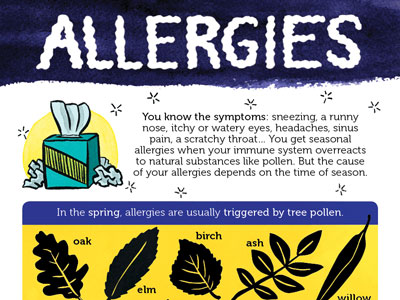 ALLERGIES
You know the symptoms: sneezing, a runny
nose, itchy or watery eyes, headaches, sinus
pain, a scratchy throat... You get seasonal
allergies when your immune system overreacts
to natural substances like pollen. But the cause
of your allergies depends on the time of season.
In the spring, allergies are usually triggered by tree pollen.
oak
elm
birch
ash
willow